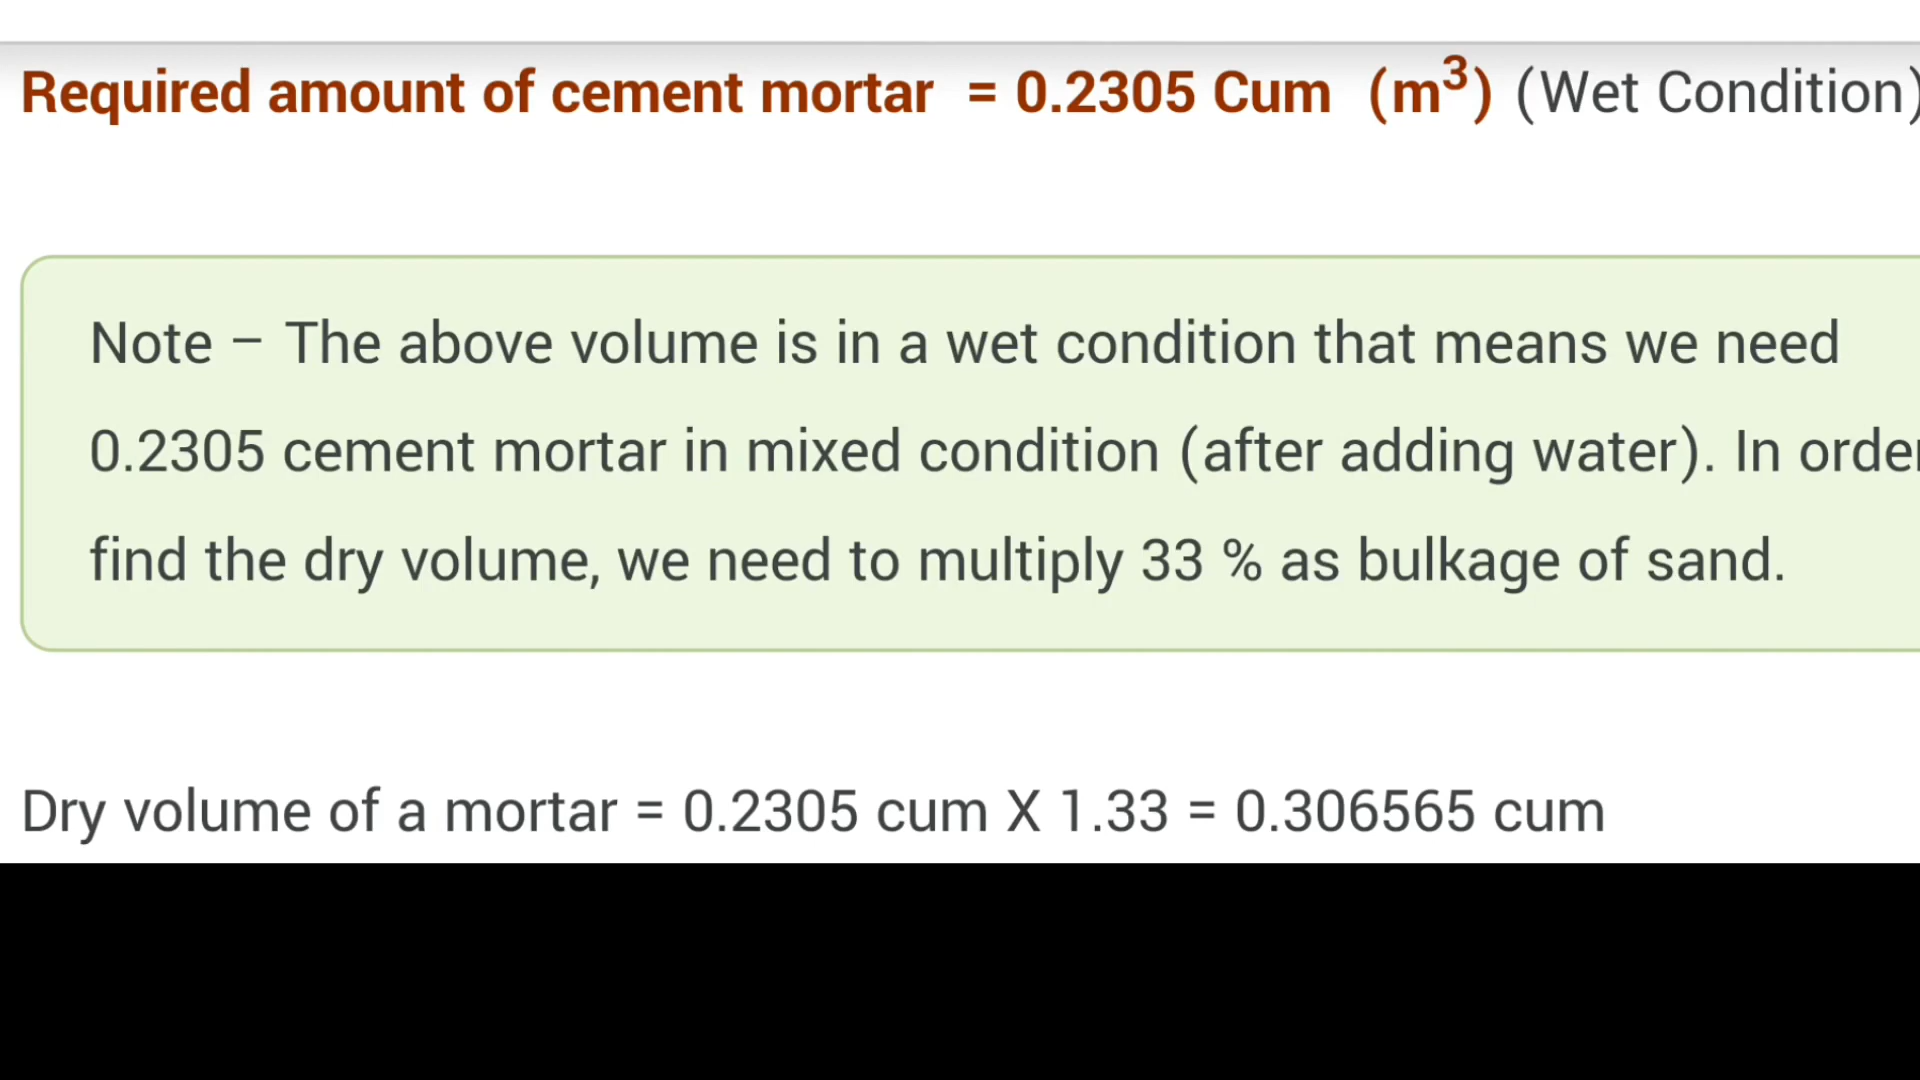 Required amount of cement mortar = 0.2305 Cum (m³) (Wet Condition)
Note – The above volume is in a wet condition that means we need
0.2305 cement mortar in mixed condition (after adding water). In order
find the dry volume, we need to multiply 33 % as bulkage of sand.
Dry volume of a mortar = 0.2305 cum X 1.33 = 0.306565 cum